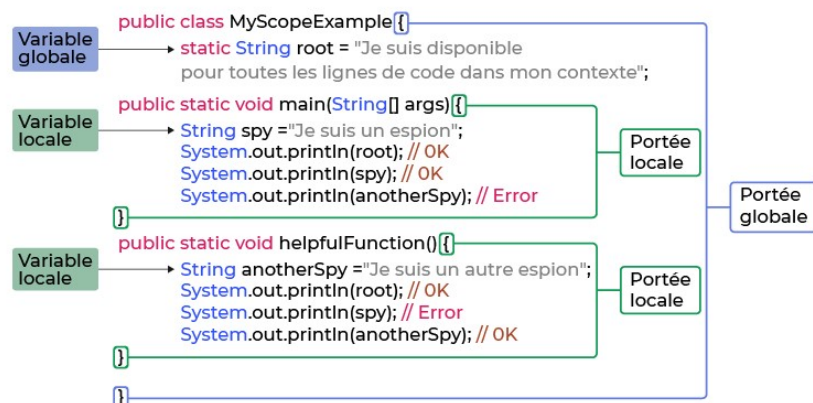 public class MyScopeExample {
Variable
globale
static String root = "Je suis disponible
pour toutes les lignes de code dans mon contexte";
public static void main(String[] args) {
Variable
locale
String spy ="Je suis un espion";
System.out.println(root); // 0K
System.out.println(spy); // 0K
System.out.println(anotherSpy); // Error
}
Portée
locale
Portée
globale
public static void helpfulFunction() {
Variable
locale
String anotherSpy ="Je suis un autre espion";
System.out.println(root); // 0K
System.out.println(spy); // Error
System.out.println(anotherSpy); // 0K
}
Portée
locale
}